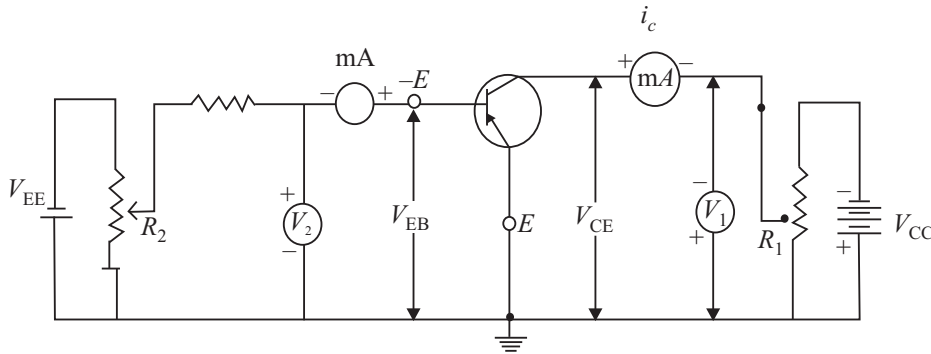 i_c
mA
+ mA −
− + −E
V_EE
R_2
+
V_2
−
V_EB
E
V_CE
−
V_1
+
R_1
−
V_CC
+